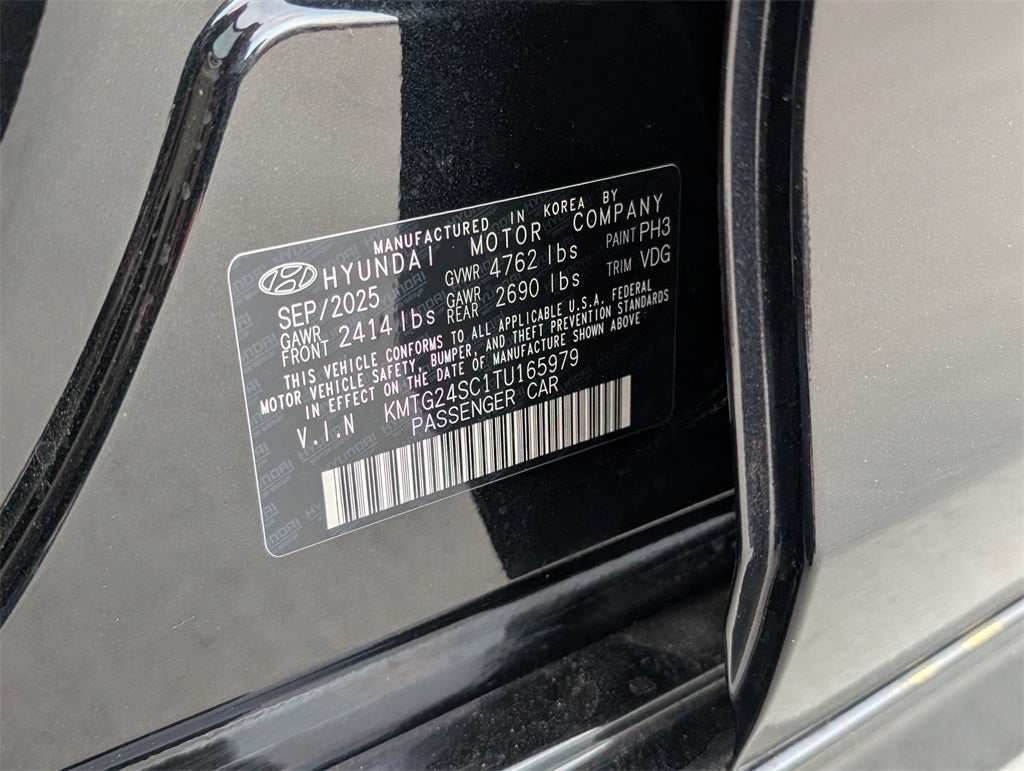 MANUFACTURED IN KOREA BY
HYUNDAI MOTOR COMPANY
SEP/2025 GVWR 4762 lbs PAINT PH3
GAWR FRONT 2414 lbs GAWR REAR 2690 lbs TRIM VDG
THIS VEHICLE CONFORMS TO ALL APPLICABLE U.S.A. FEDERAL
MOTOR VEHICLE SAFETY, BUMPER, AND THEFT PREVENTION STANDARDS
IN EFFECT ON THE DATE OF MANUFACTURE SHOWN ABOVE
V.I.N KMTG24SC1TU165979
PASSENGER CAR